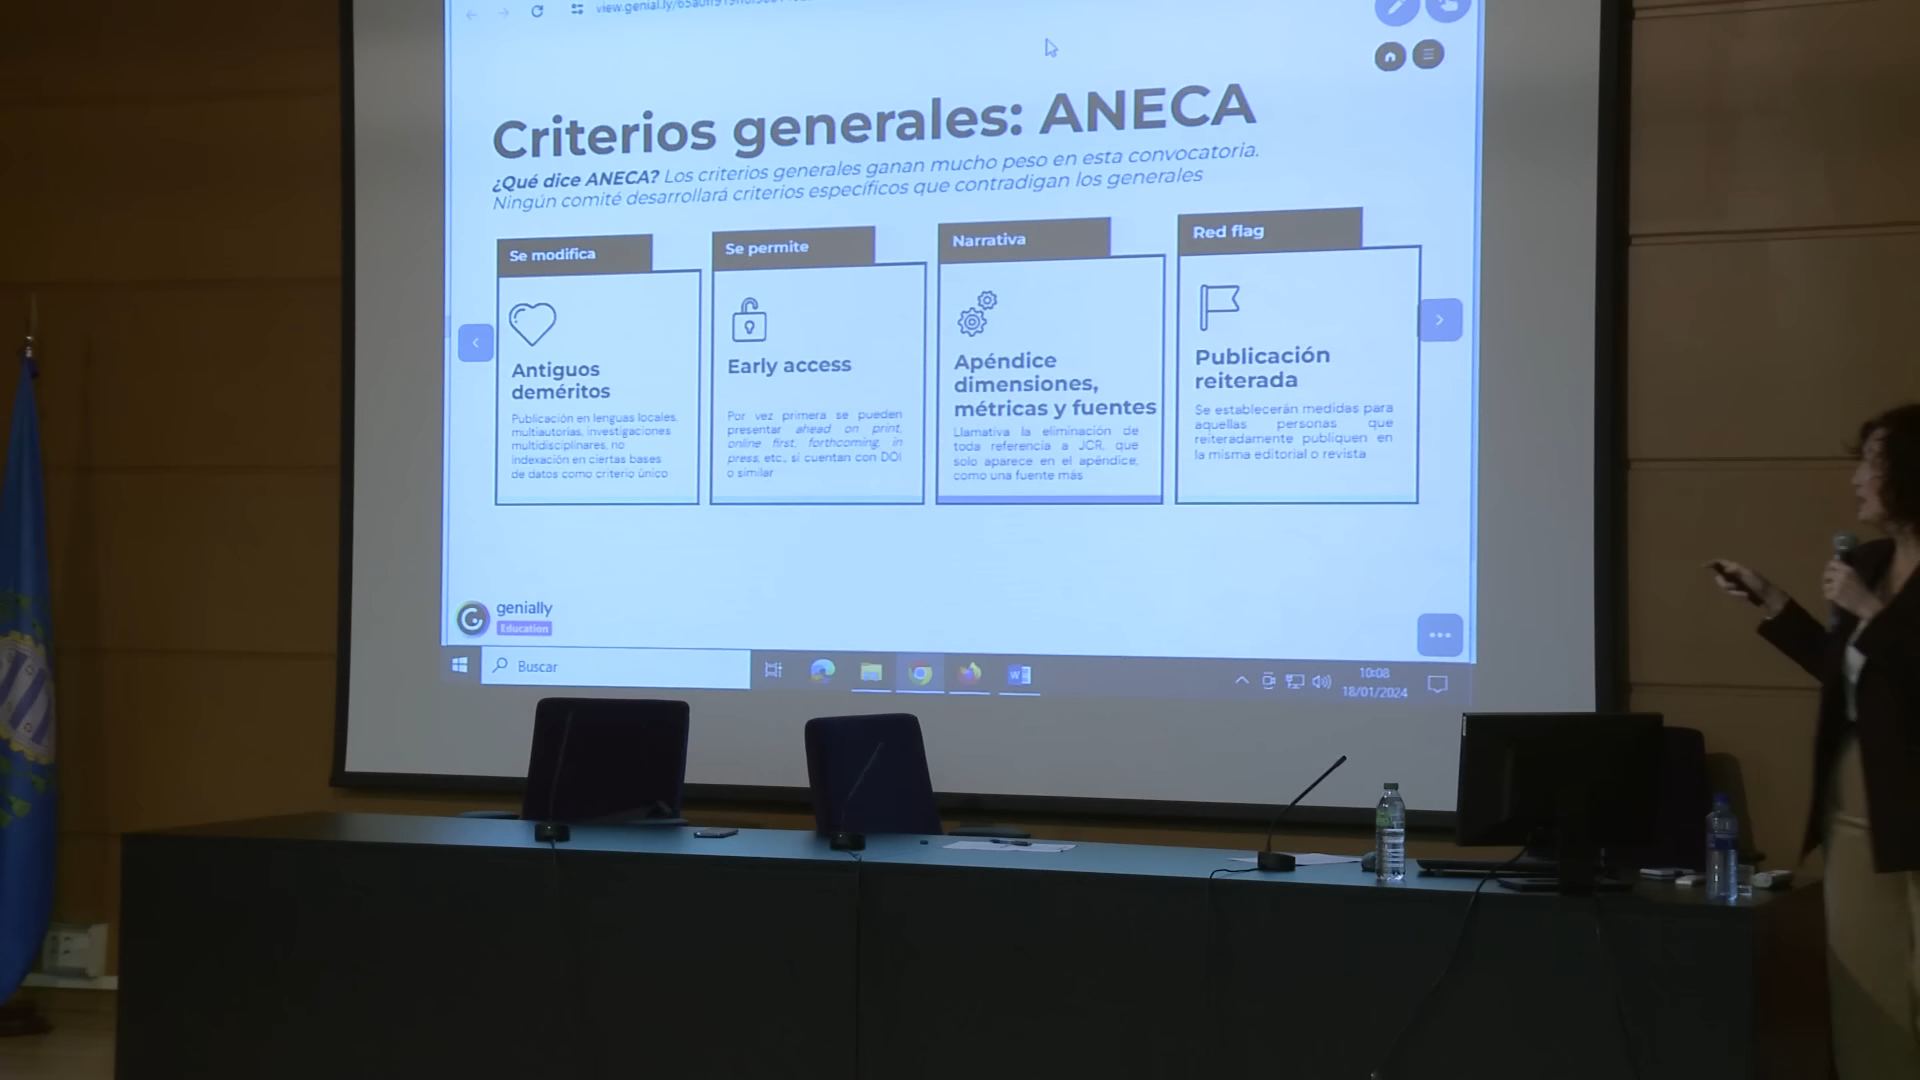 Criterios generales: ANECA
¿Qué dice ANECA? Los criterios generales ganan mucho peso en esta convocatoria.
Ningún comité desarrollará criterios específicos que contradigan los generales
Se modifica
Antiguos
deméritos
Publicación en lenguas locales,
multiautorías, investigaciones
multidisciplinares, no
indexación en ciertas bases
de datos como criterio único
Se permite
Early access
Por vez primera se pueden
presentar ahead on print,
online first, forthcoming, in
press, etc., si cuentan con DOI
o similar
Narrativa
Apéndice
dimensiones,
métricas y fuentes
Llamativa la eliminación de
toda referencia a JCR, que
solo aparece en el apéndice,
como una fuente más
Red flag
Publicación
reiterada
Se establecerán medidas para
aquellas personas que
reiteradamente publiquen en
la misma editorial o revista
genially
Education
Buscar
10:08
18/01/2024